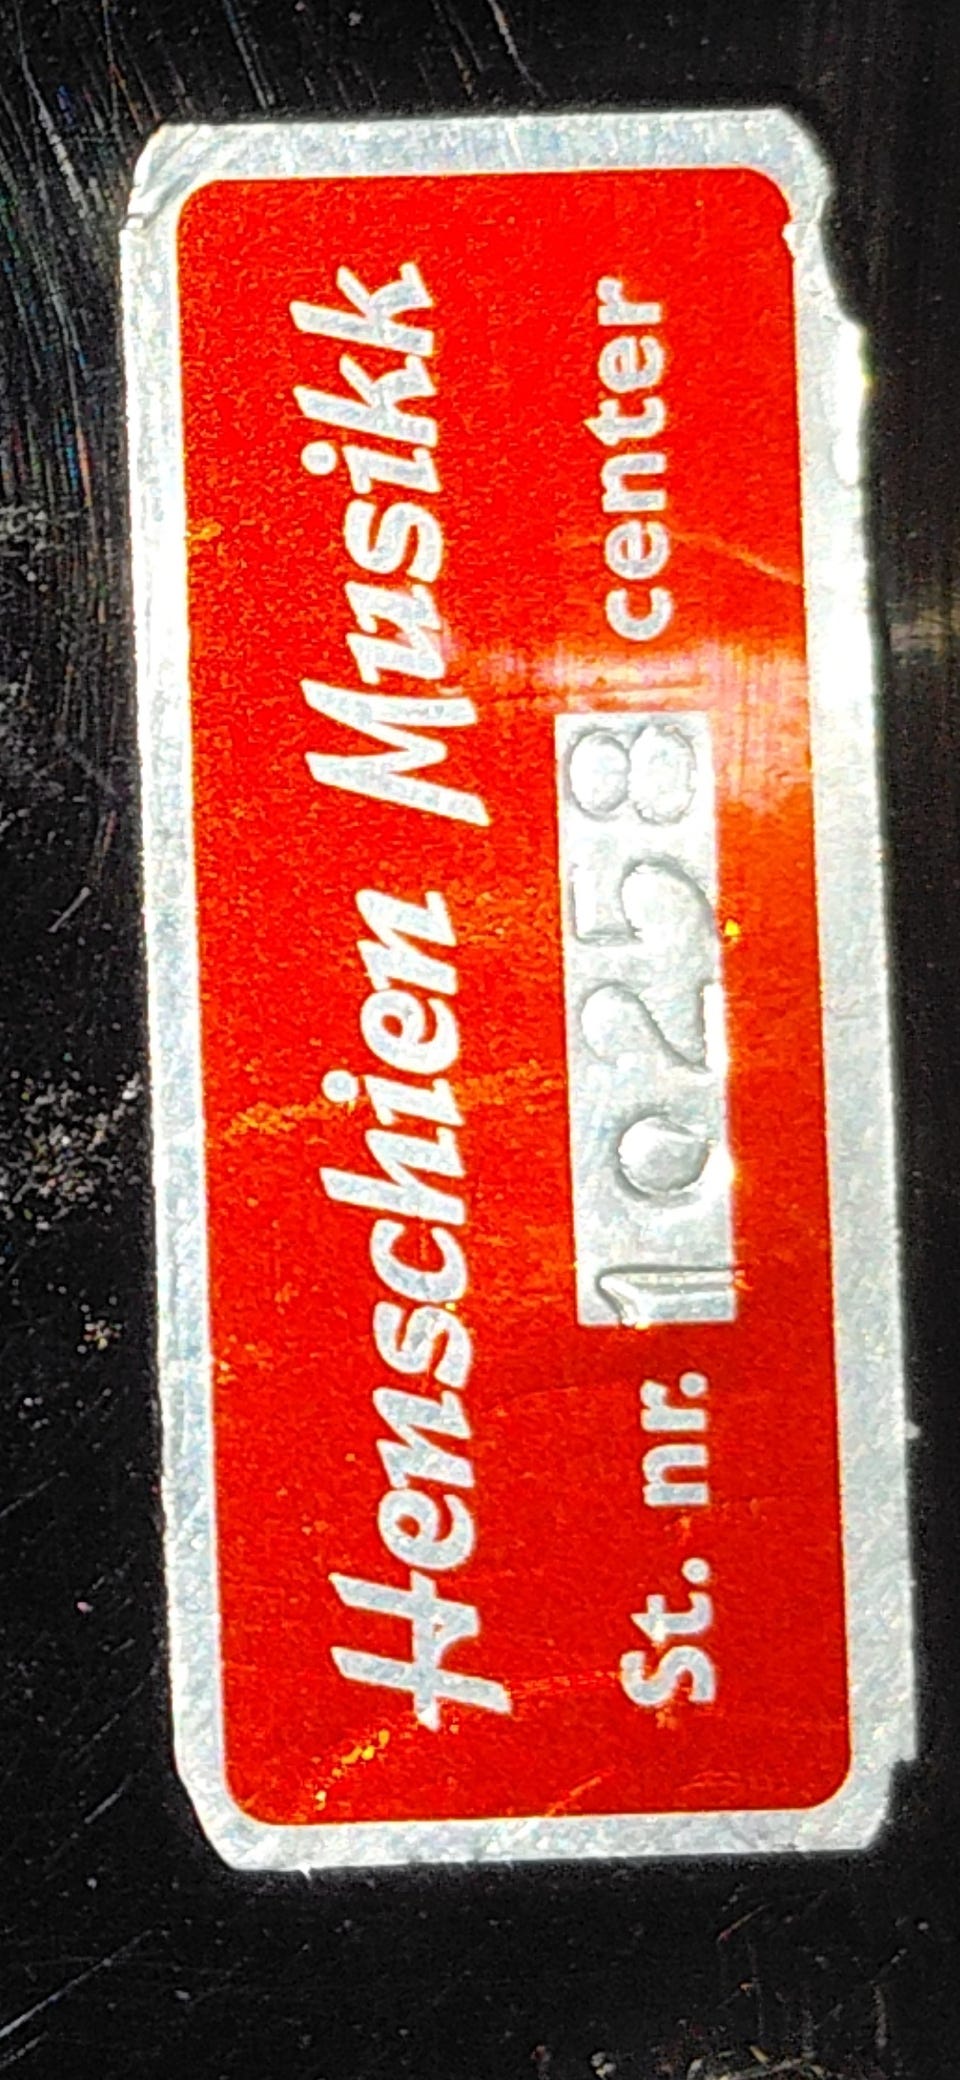 Henschien Musikk
St. nr. 10258 center